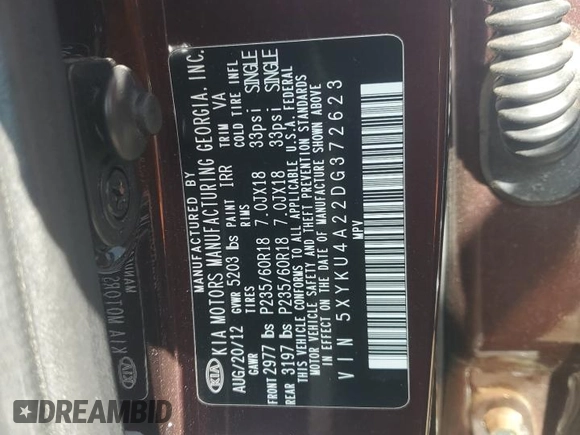 MANUFACTURED BY
KIA MOTORS MANUFACTURING GEORGIA, INC.
AUG/20/12 GVWR 5203 lbs PAINT IRR TRIM VA
GAWR TIRES RIMS COLD TIRE INFL
FRONT 2977 lbs P235/60R18 7.0JX18 33psi SINGLE
REAR 3197 lbs P235/60R18 7.0JX18 33psi SINGLE
THIS VEHICLE CONFORMS TO ALL APPLICABLE U.S.A. FEDERAL
MOTOR VEHICLE SAFETY AND THEFT PREVENTION STANDARDS
IN EFFECT ON THE DATE OF MANUFACTURE SHOWN ABOVE
VIN 5XYKU4A22DG372623
MPV
KIA
KIA
DREAMBID